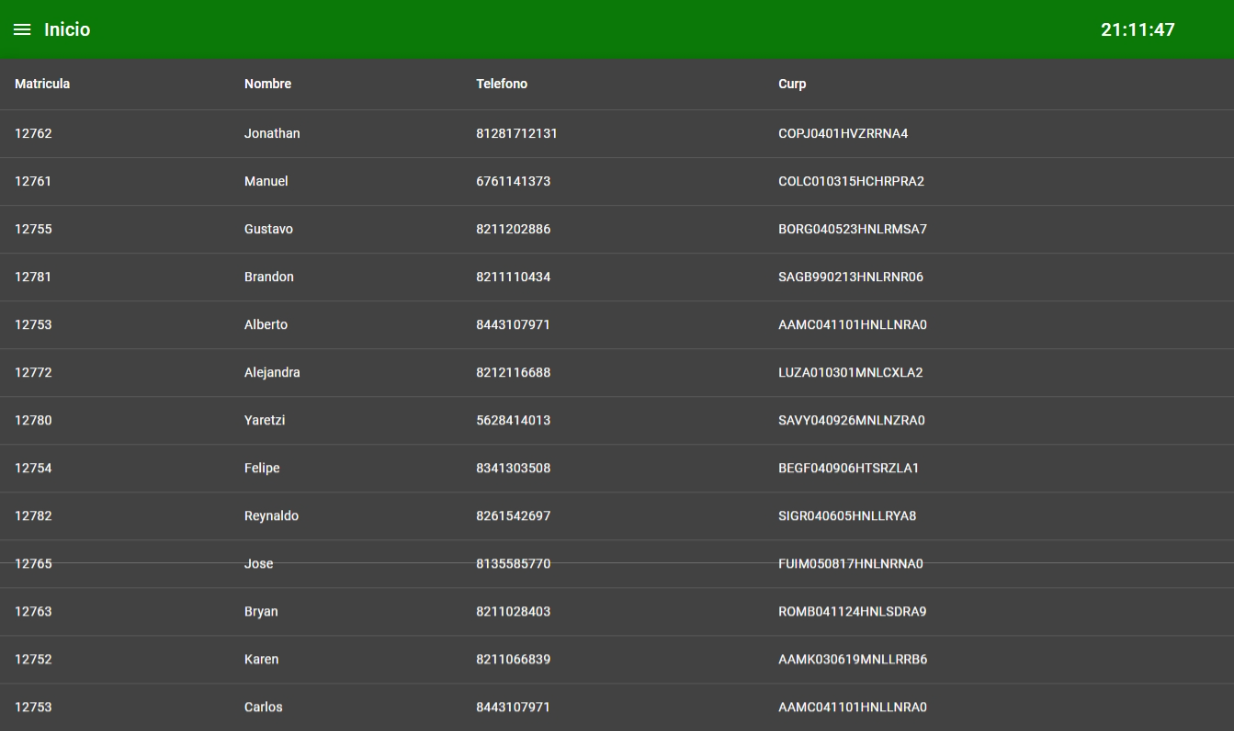 Inicio 21:11:47
Matricula Nombre Telefono Curp
12762 Jonathan 81281712131 COPJ0401HVZRRNA4
12761 Manuel 6761141373 COLC010315HCHRPRA2
12755 Gustavo 8211202886 BORG040523HNLRMSA7
12781 Brandon 8211110434 SAGB990213HNLRNR06
12753 Alberto 8443107971 AAMC041101HNLLNRA0
12772 Alejandra 8212116688 LUZA010301MNLCXLA2
12780 Yaretzi 5628414013 SAVY040926MNLNZRA0
12754 Felipe 8341303508 BEGF040906HTSRZLA1
12782 Reynaldo 8261542697 SIGR040605HNLLRYA8
12765 Jose 8135585770 FUIM050817HNLNRNA0
12763 Bryan 8211028403 ROMB041124HNLSDRA9
12752 Karen 8211066839 AAMK030619MNLLRRB6
12753 Carlos 8443107971 AAMC041101HNLLNRA0